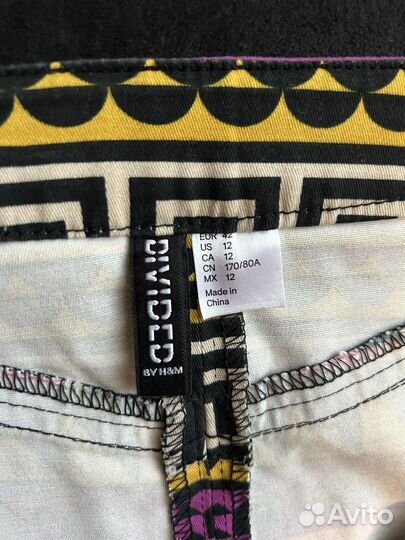 DIVIDED
BY H&M
EUR 42
US 12
CA 12
CN 170/80A
MX 12
Made in
China
Avito